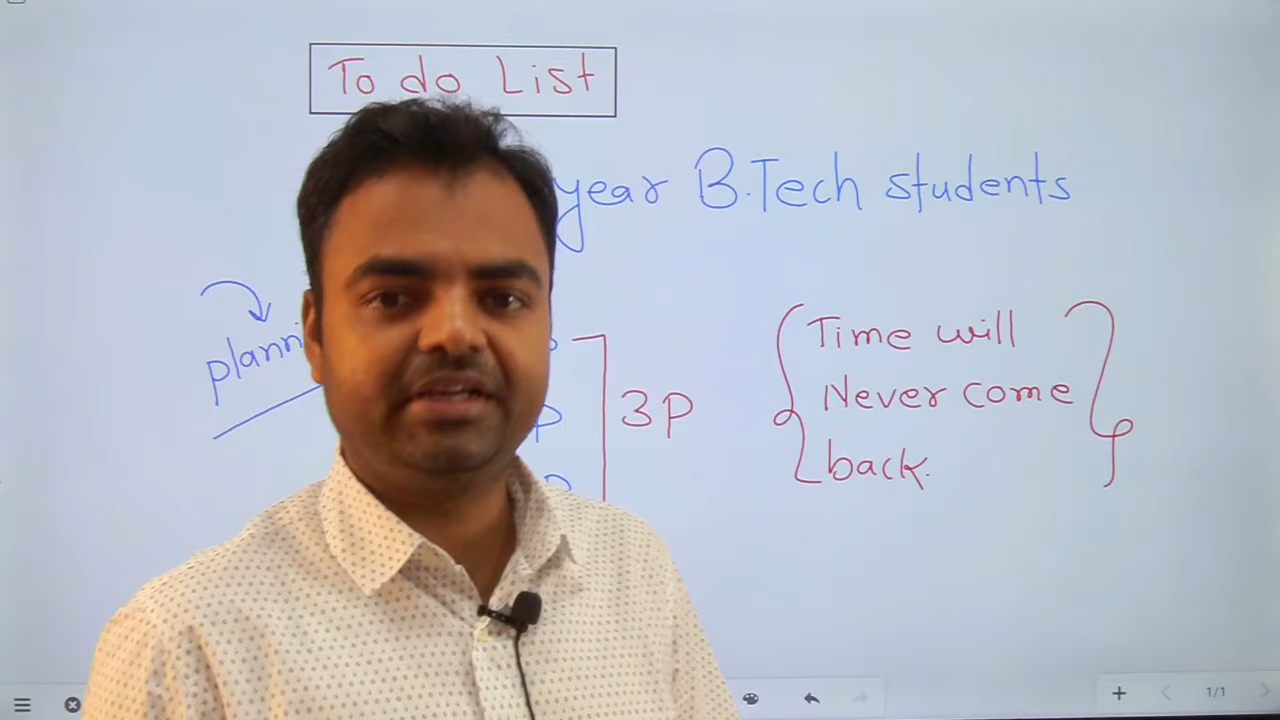 To do List
year B.Tech students
planni
P
P
3P
Time will
Never come
back.
1/1